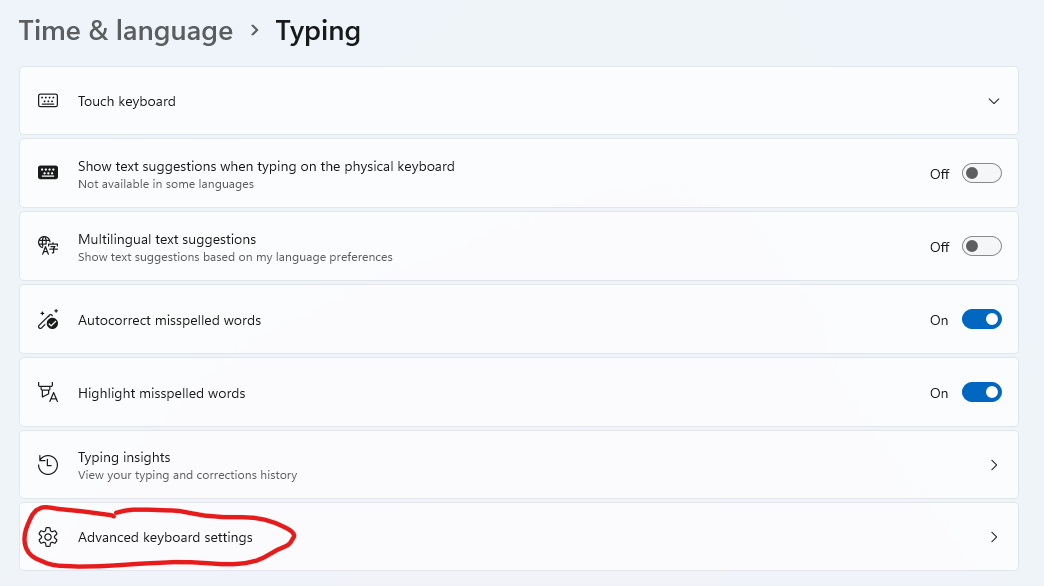 Time & language > Typing
Touch keyboard
Show text suggestions when typing on the physical keyboard
Not available in some languages
Off
Multilingual text suggestions
Show text suggestions based on my language preferences
Off
Autocorrect misspelled words
On
Highlight misspelled words
On
Typing insights
View your typing and corrections history
Advanced keyboard settings